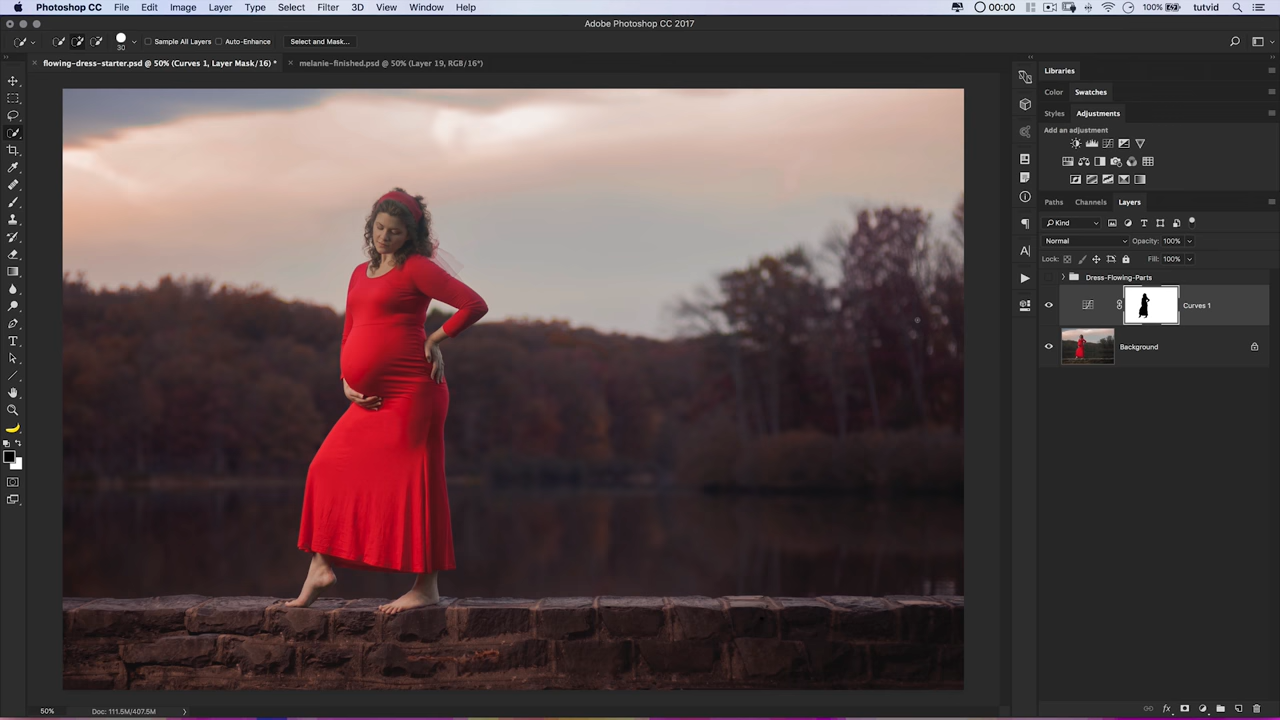 Photoshop CC File Edit Image Layer Type Select Filter 3D View Window Help 00:00 100% tutvid
Adobe Photoshop CC 2017
30 Sample All Layers Auto-Enhance Select and Mask...
flowing-dress-starter.psd @ 50% (Curves 1, Layer Mask/16) * melanie-finished.psd @ 50% (Layer 19, RGB/16*)
Libraries
Color Swatches
Styles Adjustments
Add an adjustment
Paths Channels Layers
Kind
Normal Opacity: 100%
Lock: Fill: 100%
Dress-Flowing-Parts
Curves 1
Background
50% Doc: 111.5M/407.5M